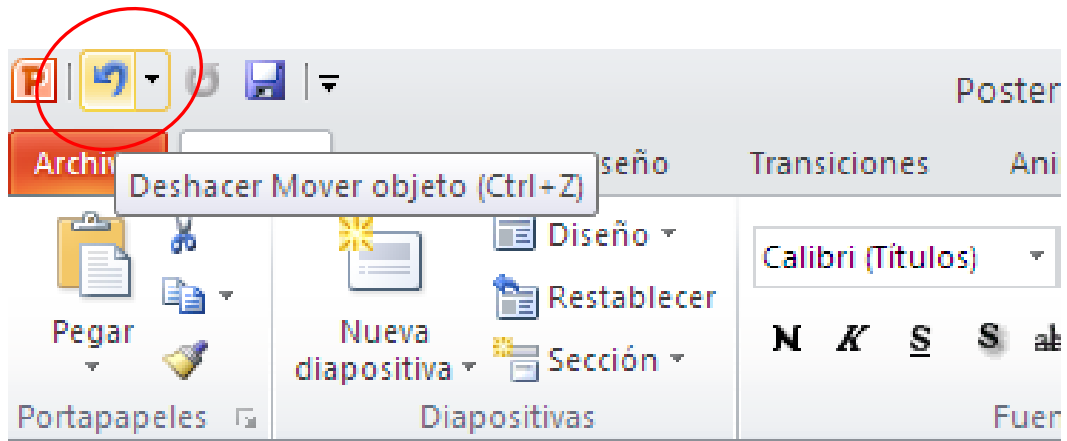 Poster
Archiv seño Transiciones Ani
Deshacer Mover objeto (Ctrl+Z)
Diseño
Calibri (Títulos)
Restablecer
Pegar Nueva diapositiva
Sección
N K S S ab
Portapapeles Diapositivas Fuer